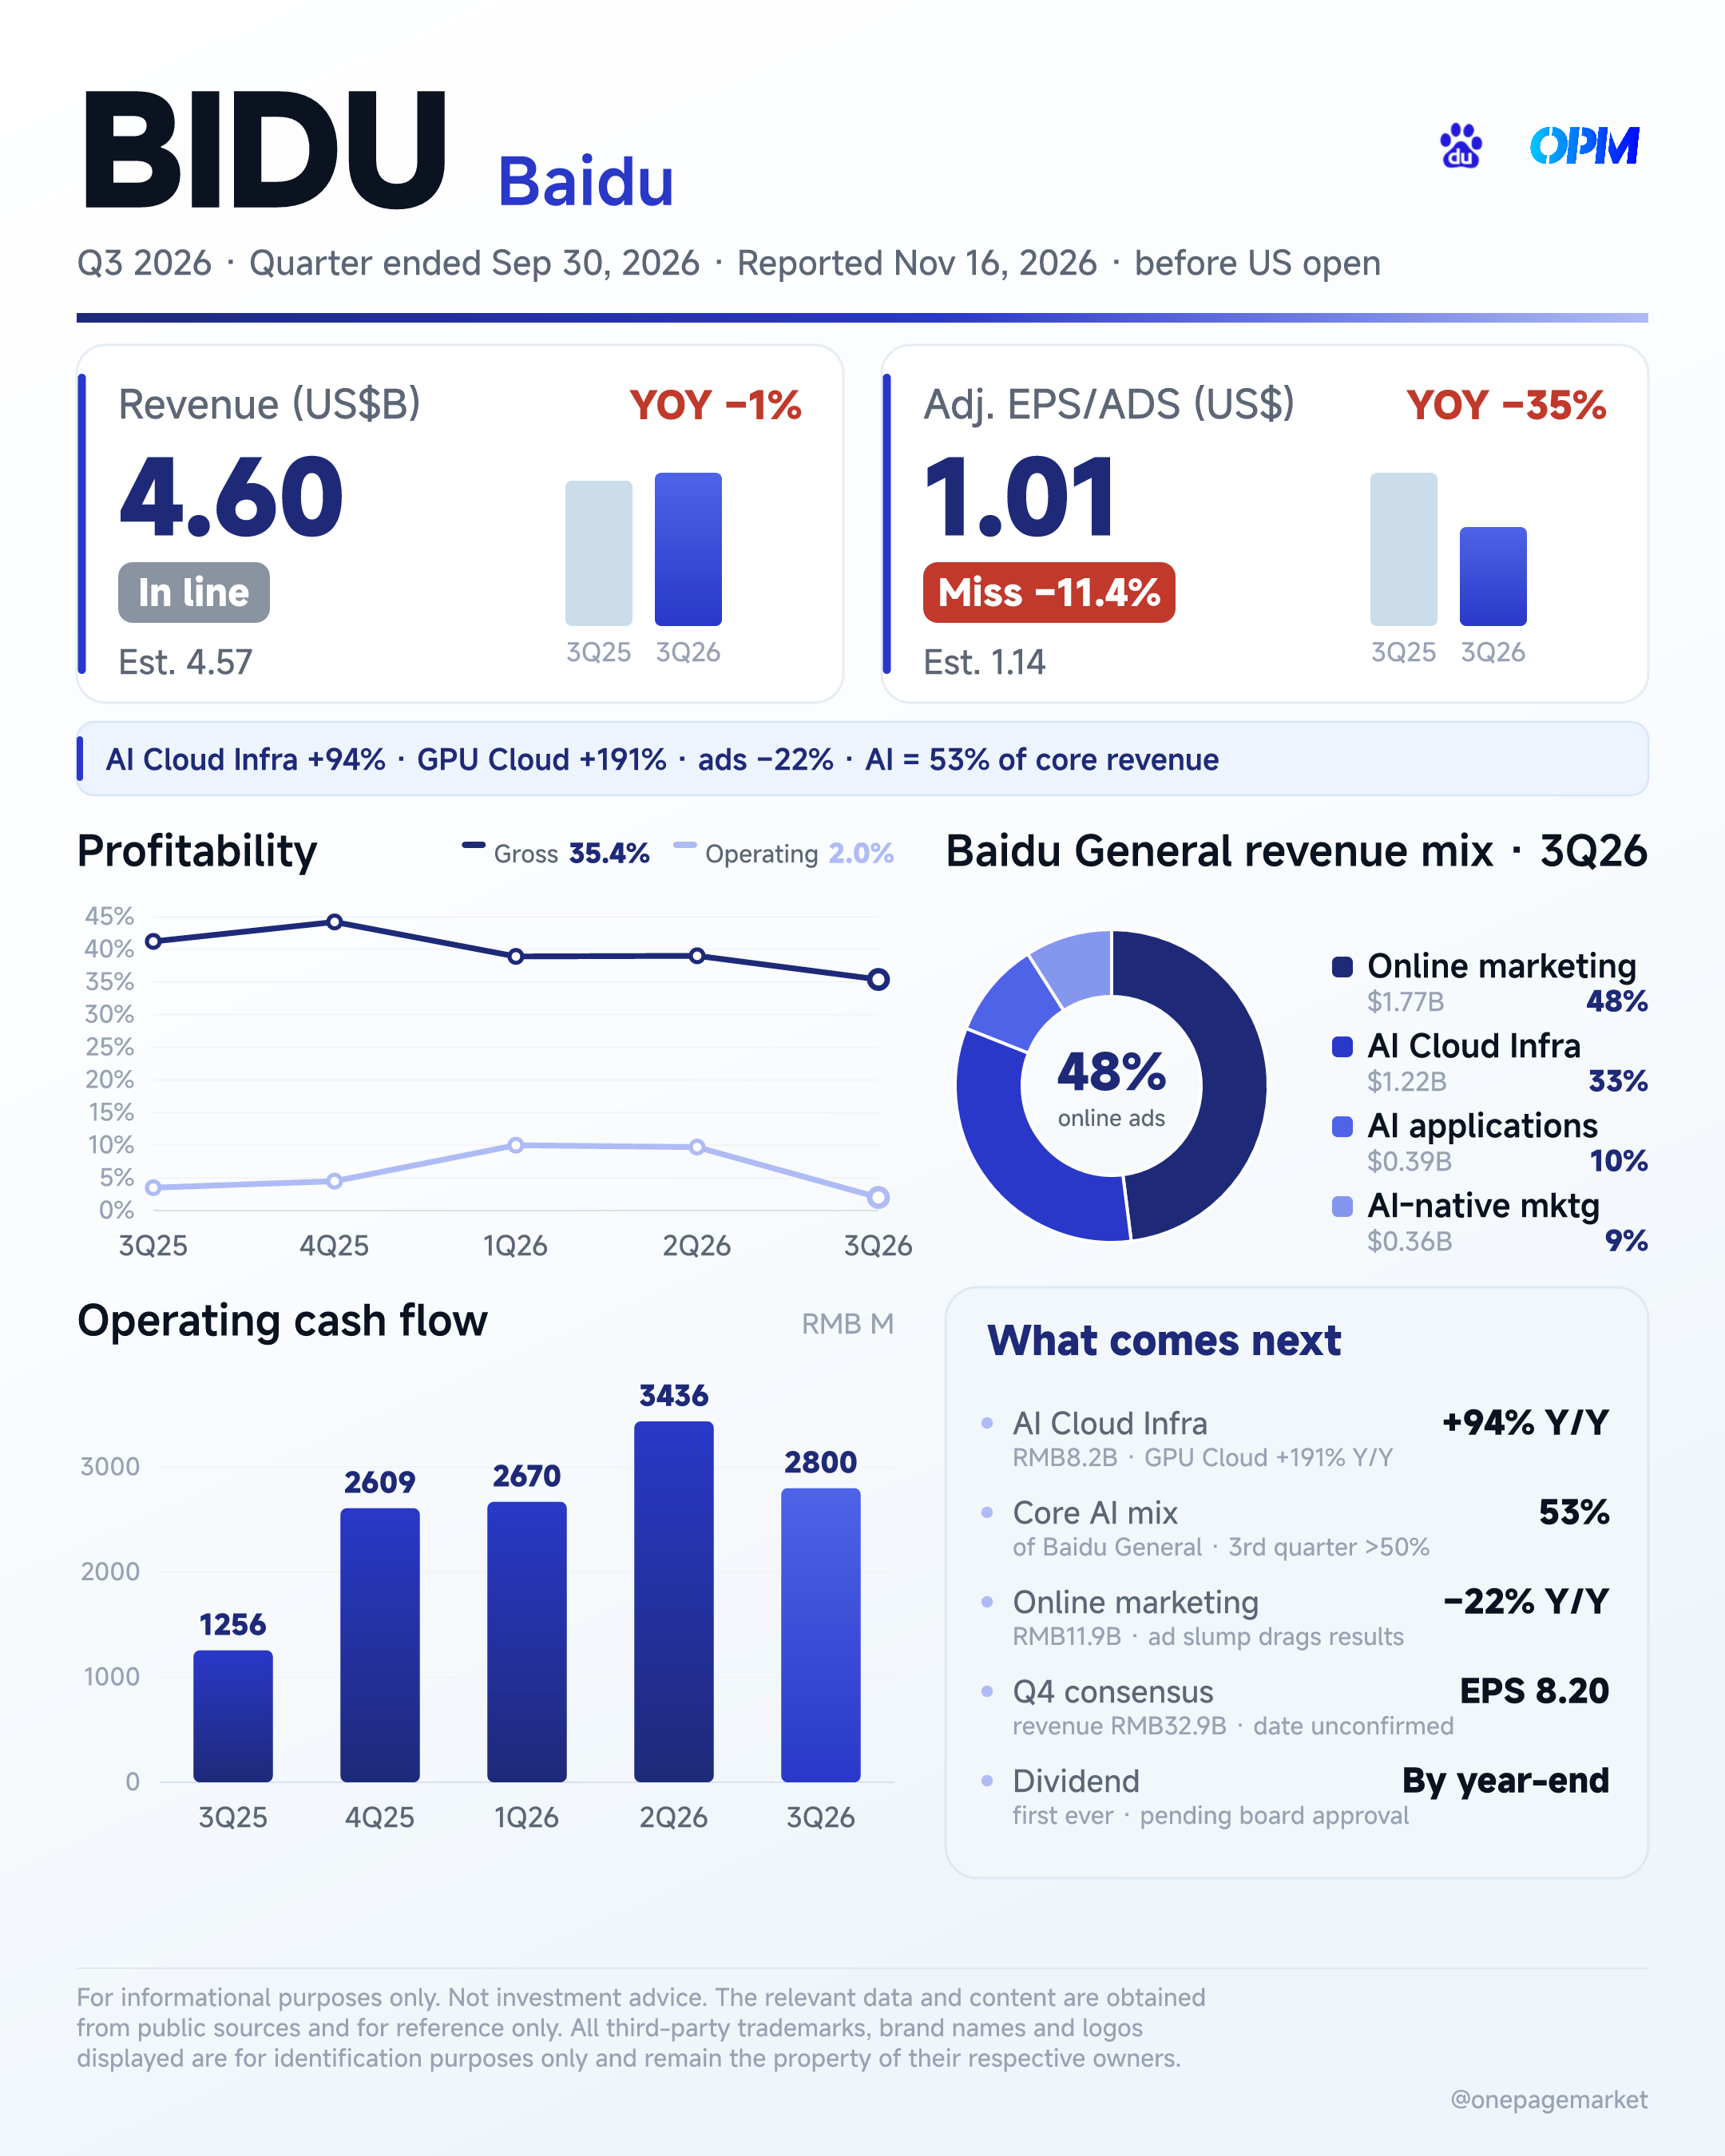 BIDU Baidu
du OPM
Q3 2026 · Quarter ended Sep 30, 2026 · Reported Nov 16, 2026 · before US open
Revenue (US$B) YOY −1%
4.60
In line
Est. 4.57
3Q25 3Q26
Adj. EPS/ADS (US$) YOY −35%
1.01
Miss −11.4%
Est. 1.14
3Q25 3Q26
AI Cloud Infra +94% · GPU Cloud +191% · ads −22% · AI = 53% of core revenue
Profitability
Gross 35.4% Operating 2.0%
45%
40%
35%
30%
25%
20%
15%
10%
5%
0%
3Q25 4Q25 1Q26 2Q26 3Q26
Baidu General revenue mix · 3Q26
48%
online ads
Online marketing
$1.77B 48%
AI Cloud Infra
$1.22B 33%
AI applications
$0.39B 10%
AI-native mktg
$0.36B 9%
Operating cash flow RMB M
3000
2000
1000
0
1256
2609
2670
3436
2800
3Q25 4Q25 1Q26 2Q26 3Q26
What comes next
AI Cloud Infra +94% Y/Y
RMB8.2B · GPU Cloud +191% Y/Y
Core AI mix 53%
of Baidu General · 3rd quarter >50%
Online marketing −22% Y/Y
RMB11.9B · ad slump drags results
Q4 consensus EPS 8.20
revenue RMB32.9B · date unconfirmed
Dividend By year-end
first ever · pending board approval
For informational purposes only. Not investment advice. The relevant data and content are obtained
from public sources and for reference only. All third-party trademarks, brand names and logos
displayed are for identification purposes only and remain the property of their respective owners.
@onepagemarket